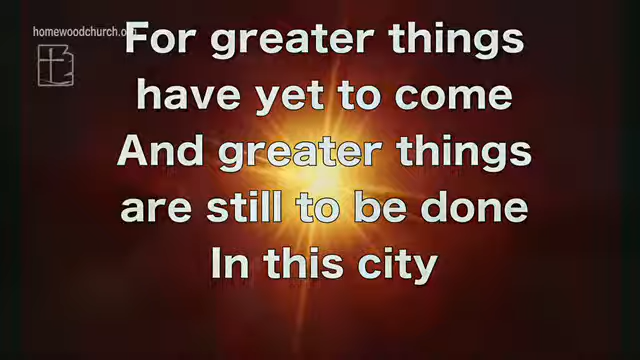 homewoodchurch.org
For greater things
have yet to come
And greater things
are still to be done
In this city